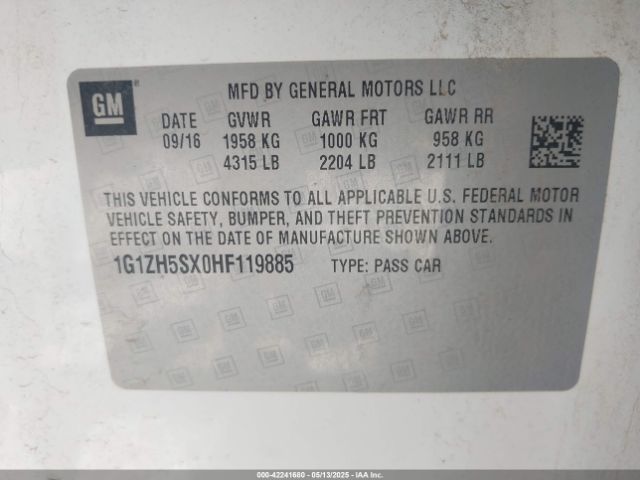 GM ®
MFD BY GENERAL MOTORS LLC
DATE GVWR GAWR FRT GAWR RR
09/16 1958 KG 1000 KG 958 KG
4315 LB 2204 LB 2111 LB
THIS VEHICLE CONFORMS TO ALL APPLICABLE U.S. FEDERAL MOTOR
VEHICLE SAFETY, BUMPER, AND THEFT PREVENTION STANDARDS IN
EFFECT ON THE DATE OF MANUFACTURE SHOWN ABOVE.
1G1ZH5SX0HF119885 TYPE: PASS CAR
000-42241680 - 05/13/2025 - IAA Inc.